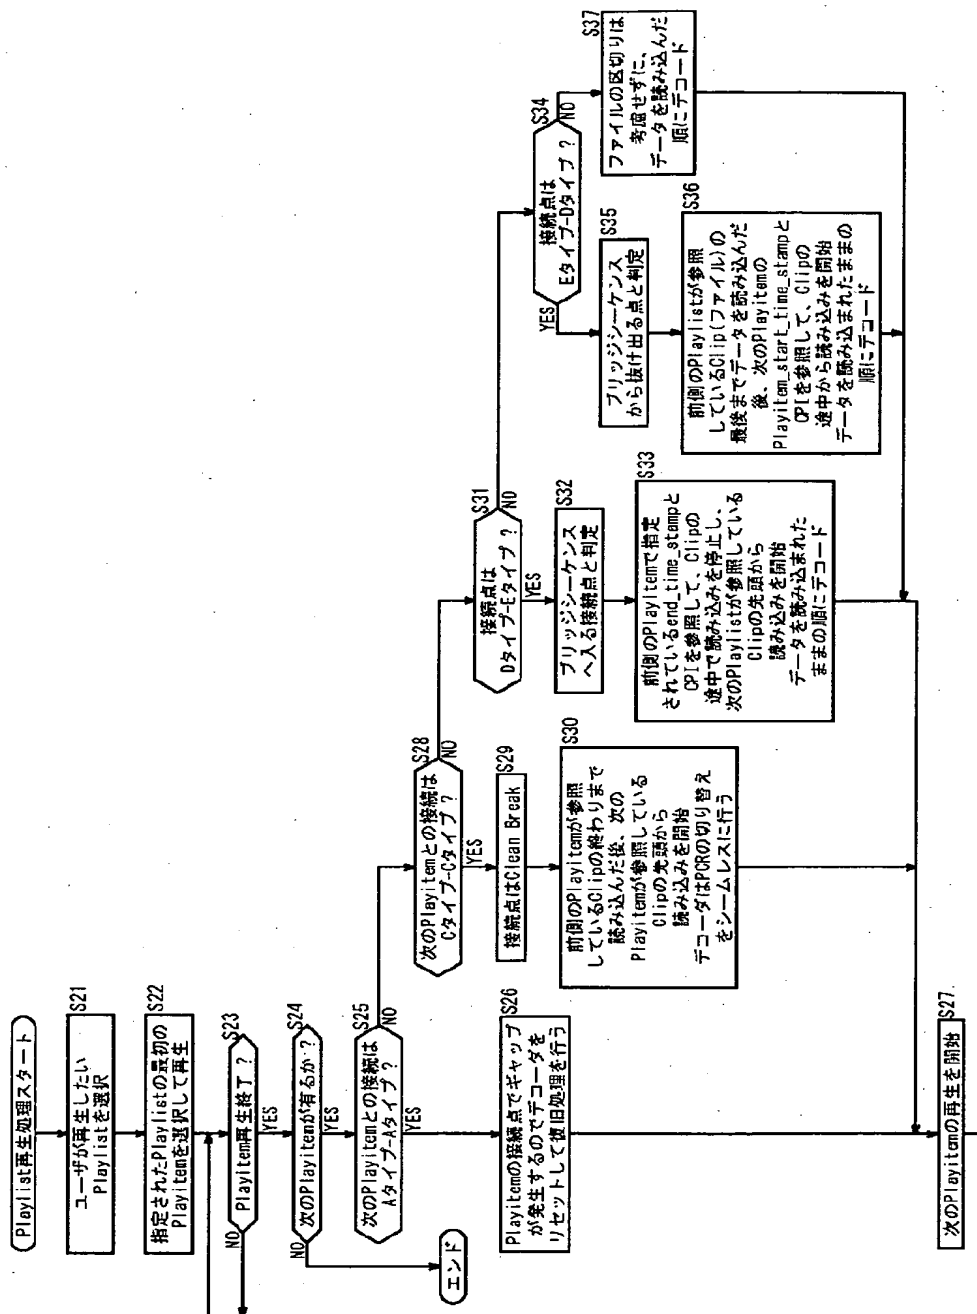 Playlist再生処理スタート
S21
ユーザが再生したい
Playlistを選択
S22
指定されたPlaylistの最初の
Playitemを選択して再生
S23
Playitem再生終了?
NO
YES
S24
次のPlayitemが有るか?
NO
YES
エンド
S25
次のPlayitemとの接続は
Aタイプ-Aタイプ?
NO
YES
S26
Playitemの接続点でギャップ
が発生するのでデコーダを
リセットして復旧処理を行う
S28
次のPlayitemとの接続は
Cタイプ-Cタイプ?
NO
YES
S29
接続点はClean Break
S30
前側のPlayitemが参照
しているClipの終わりまで
読み込んだ後、次の
Playitemが参照している
Clipの先頭から
読み込みを開始
デコーダはPCRの切り替え
をシームレスに行う
S31
接続点は
Dタイプ-Eタイプ?
NO
YES
S32
ブリッジシーケンス
へ入る接続点と判定
S33
前側のPlayitemで指定
されているend_time_stempと
CPIを参照して、Clipの
途中で読み込みを停止し、
次のPlaylistが参照している
Clipの先頭から
読み込みを開始
データを読み込まれた
ままの順にデコード
S34
接続点は
Eタイプ-Dタイプ?
NO
YES
S35
ブリッジシーケンス
から抜け出る点と判定
S36
前側のPlaylistが参照
しているClip(ファイル)の
最後までデータを読み込んだ
後、次のPlayitemの
Playitem_start_time_stampと
CPIを参照して、Clipの
途中から読み込みを開始
データを読み込まれたままの
順にデコード
S37
ファイルの区切りは
考慮せずに、
データを読み込んだ
順にデコード
S27
次のPlayitemの再生を開始